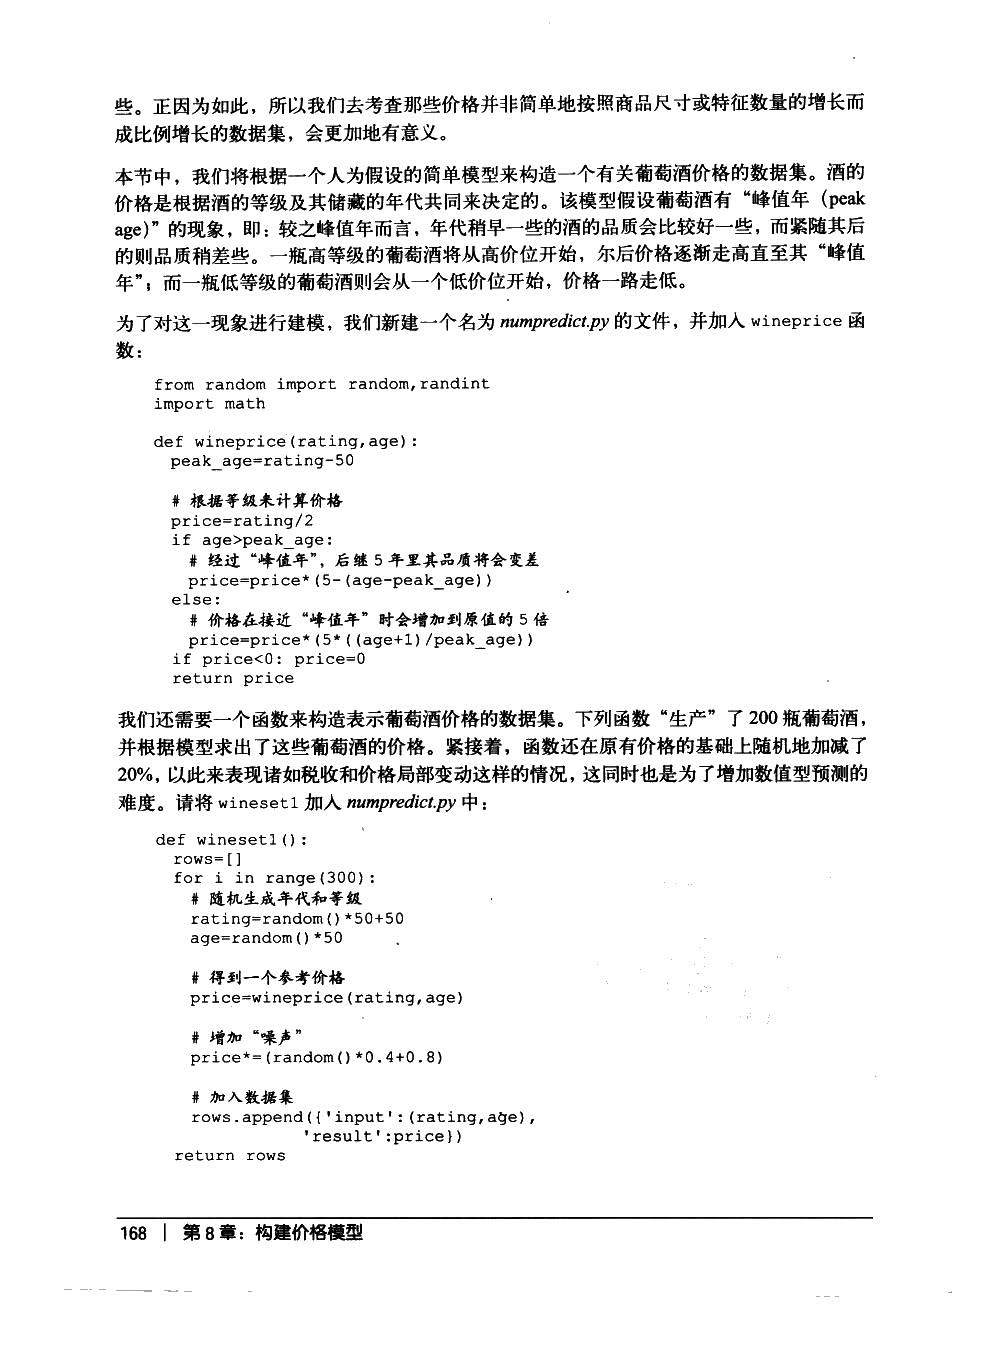 些。正因为如此，所以我们去考查那些价格并非简单地按照商品尺寸或特征数量的增长而
成比例增长的数据集，会更加地有意义。
本节中，我们将根据一个人为假设的简单模型来构造一个有关葡萄酒价格的数据集。酒的
价格是根据酒的等级及其储藏的年代共同来决定的。该模型假设葡萄酒有“峰值年（peak
age)”的现象，即：较之峰值年而言，年代稍早一些的酒的品质会比较好一些，而紧随其后
的则品质稍差些。一瓶高等级的葡萄酒将从高价位开始，尔后价格逐渐走高直至其“峰值
年”；而一瓶低等级的葡萄酒则会从一个低价位开始，价格一路走低。
为了对这一现象进行建模，我们新建一个名为 numpredict.py 的文件，并加入 wineprice 函
数：
from random import random,randint
import math
def wineprice(rating,age):
  peak_age=rating-50
  # 根据等级来计算价格
  price=rating/2
  if age>peak_age:
    # 经过“峰值年”，后继 5 年里其品质将会变差
    price=price*(5-(age-peak_age))
  else:
    # 价格在接近“峰值年”时会增加到原值的 5 倍
    price=price*(5*((age+1)/peak_age))
  if price<0: price=0
  return price
我们还需要一个函数来构造表示葡萄酒价格的数据集。下列函数“生产”了 200 瓶葡萄酒，
并根据模型求出了这些葡萄酒的价格。紧接着，函数还在原有价格的基础上随机地加减了
20%，以此来表现诸如税收和价格局部变动这样的情况，这同时也是为了增加数值型预测的
难度。请将 wineset1 加入 numpredict.py 中：
def wineset1():
  rows=[]
  for i in range(300):
    # 随机生成年代和等级
    rating=random()*50+50
    age=random()*50
    # 得到一个参考价格
    price=wineprice(rating,age)
    # 增加“噪声”
    price*=(random()*0.4+0.8)
    # 加入数据集
    rows.append({'input':(rating,age),
                 'result':price})
  return rows
168 | 第 8 章：构建价格模型